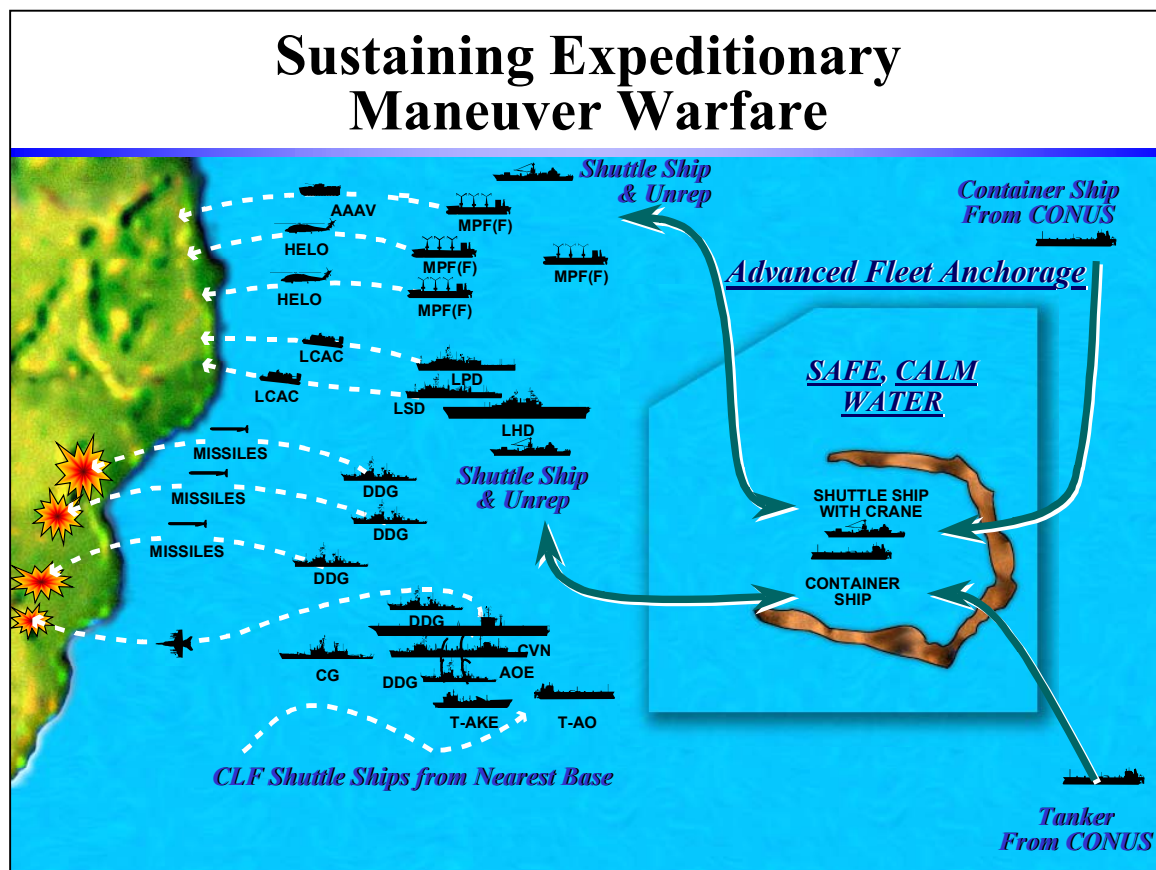 Sustaining Expeditionary
Maneuver Warfare
Shuttle Ship
& Unrep
Container Ship
From CONUS
AAAV
MPF(F)
HELO
MPF(F)
MPF(F)
HELO
MPF(F)
Advanced Fleet Anchorage
LCAC
LPD
LCAC
LSD
LHD
SAFE, CALM
WATER
MISSILES
DDG
Shuttle Ship
& Unrep
MISSILES
DDG
MISSILES
DDG
SHUTTLE SHIP
WITH CRANE
CONTAINER
SHIP
DDG
CVN
CG
DDG
AOE
T-AKE
T-AO
CLF Shuttle Ships from Nearest Base
Tanker
From CONUS